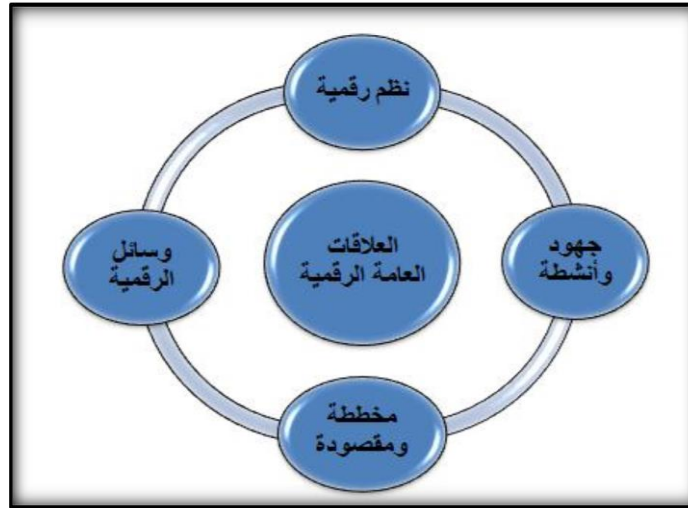 نظم رقمية
جهود
وأنشطة
العلاقات
العامة الرقمية
وسائل
الرقمية
مخططة
ومقصودة